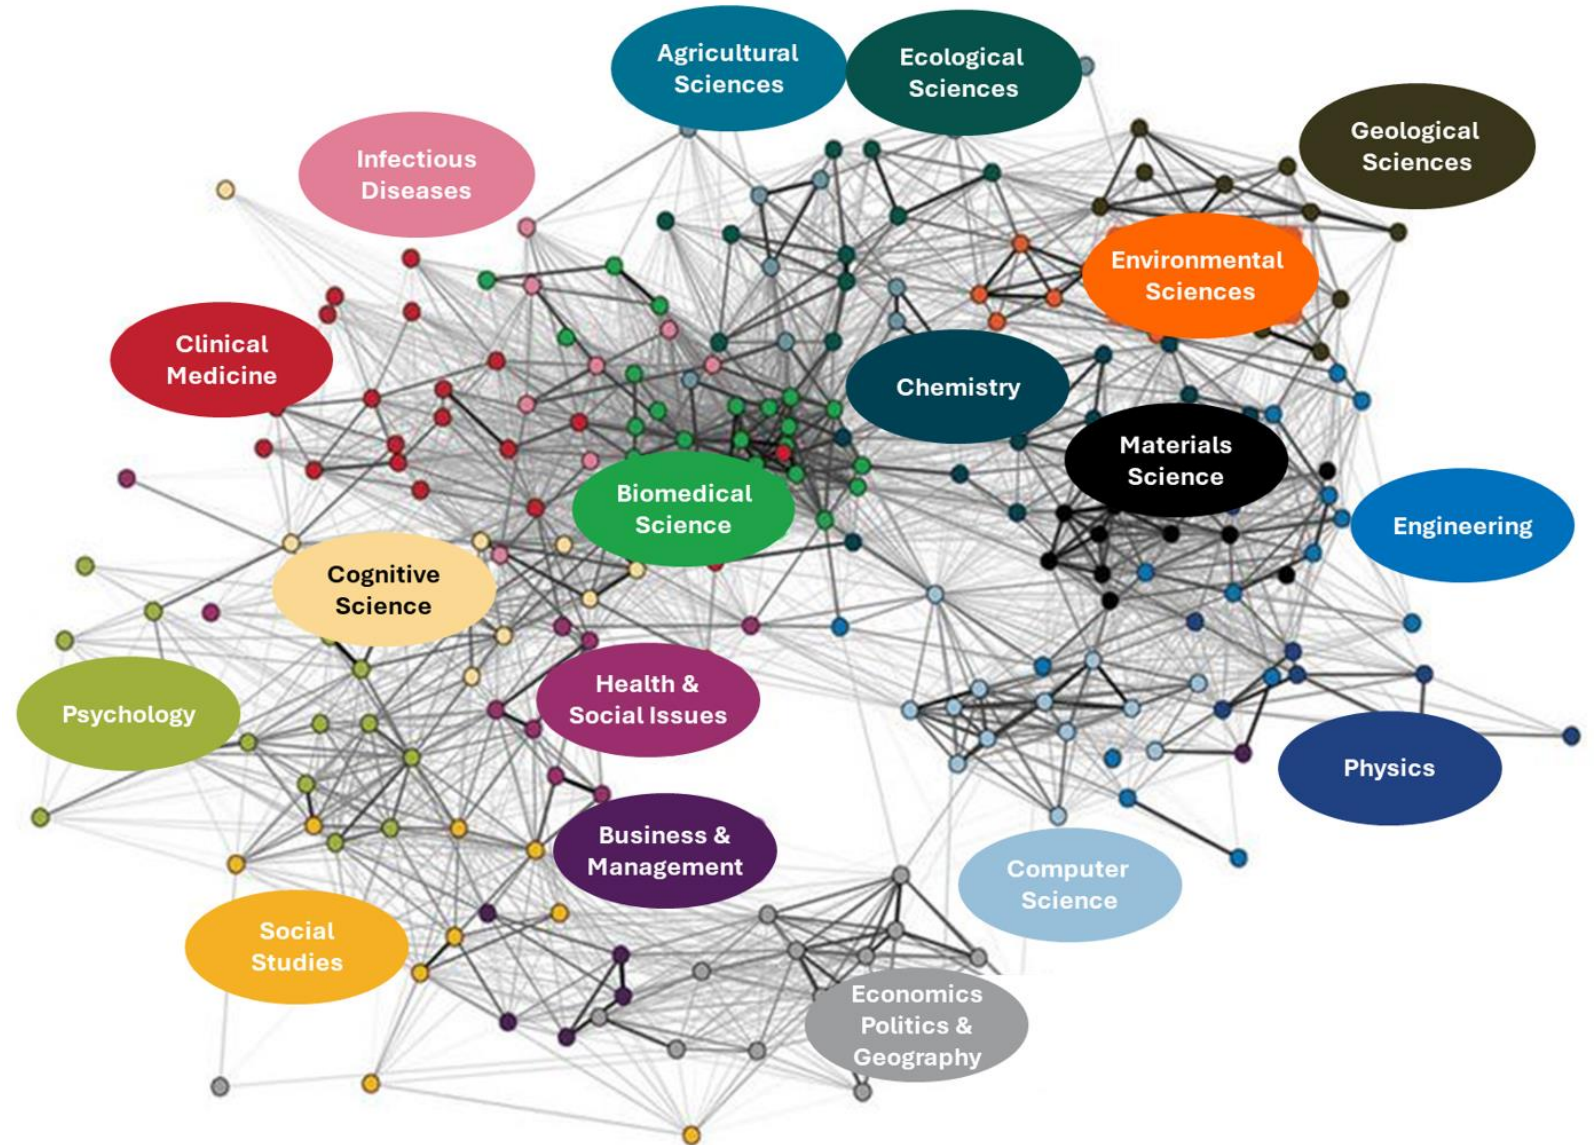 Agricultural
Sciences
Ecological
Sciences
Geological
Sciences
Infectious
Diseases
Environmental
Sciences
Clinical
Medicine
Chemistry
Materials
Science
Biomedical
Science
Engineering
Cognitive
Science
Health &
Social Issues
Psychology
Physics
Business &
Management
Computer
Science
Social
Studies
Economics
Politics &
Geography